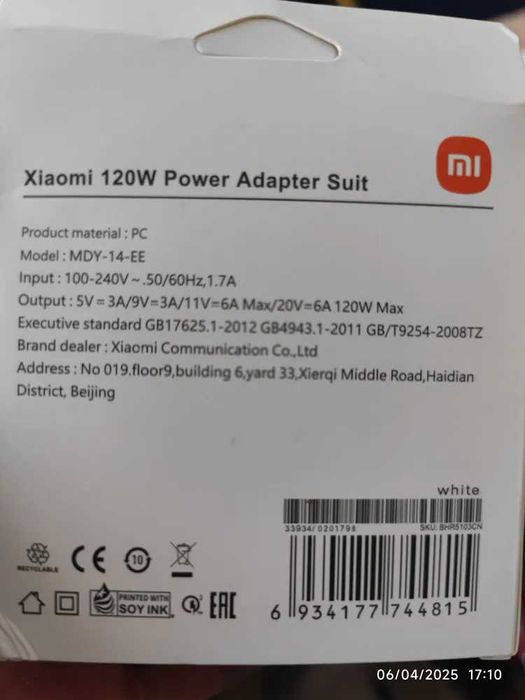 mi
Xiaomi 120W Power Adapter Suit
Product material : PC
Model : MDY-14-EE
Input : 100-240V ~ .50/60Hz,1.7A
Output : 5V = 3A/9V=3A/11V=6A Max/20V=6A 120W Max
Executive standard GB17625.1-2012 GB4943.1-2011 GB/T9254-2008TZ
Brand dealer : Xiaomi Communication Co.,Ltd
Address : No 019.floor9,building 6,yard 33,Xierqi Middle Road,Haidian
District, Beijing
white
33934/0201798 SKU: BHR5103CN
RECYCLABLE CE 10
PRINTED WITH
SOY INK EAC
6 934177 744815
06/04/2025 17:10